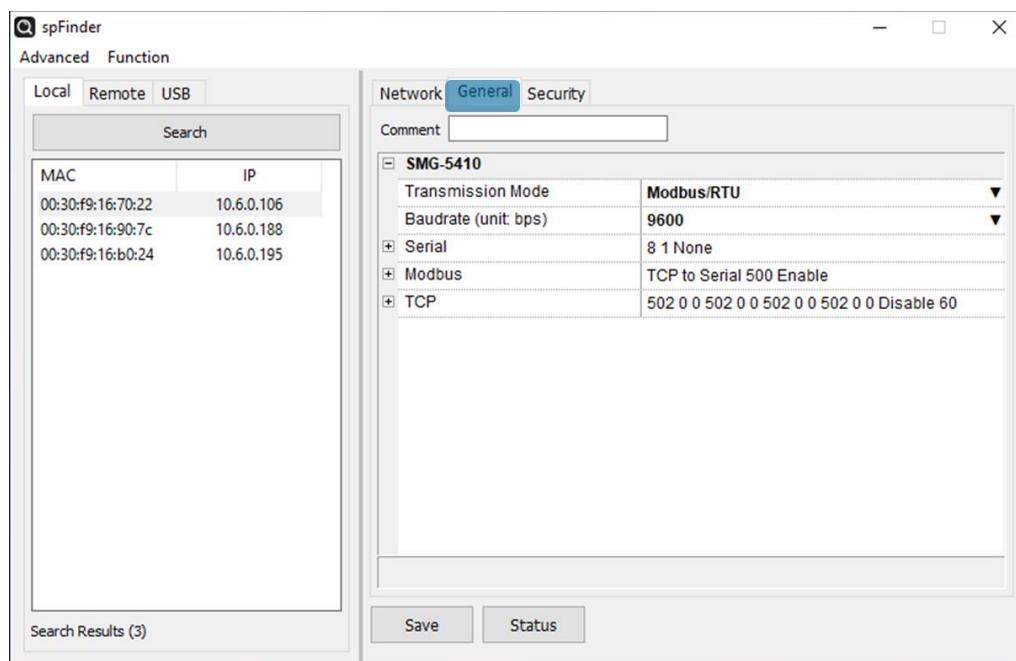 spFinder
Advanced Function
Local Remote USB
Search
MAC IP
00:30:f9:16:70:22 10.6.0.106
00:30:f9:16:90:7c 10.6.0.188
00:30:f9:16:b0:24 10.6.0.195
Search Results (3)
Network General Security
Comment
SMG-5410
Transmission Mode Modbus/RTU
Baudrate (unit: bps) 9600
Serial 8 1 None
Modbus TCP to Serial 500 Enable
TCP 502 0 0 502 0 0 502 0 0 502 0 0 Disable 60
Save Status